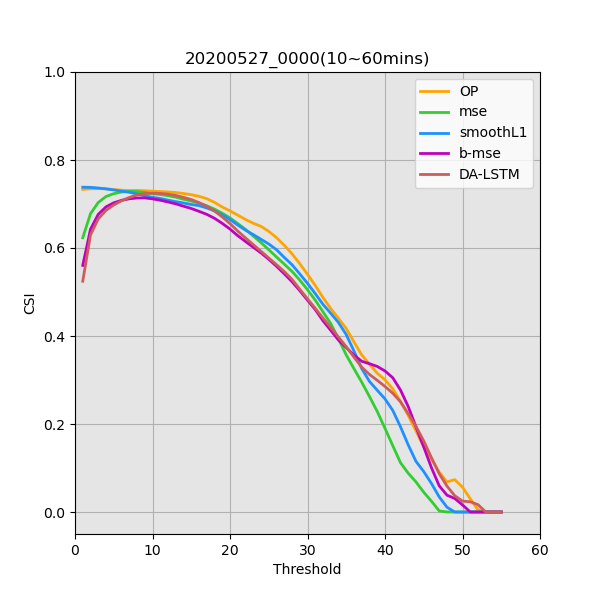 20200527_0000(10~60mins)
1.0
0.8
0.6
0.4
0.2
0.0
CSI
OP
mse
smoothL1
b-mse
DA-LSTM
0 10 20 30 40 50 60
Threshold